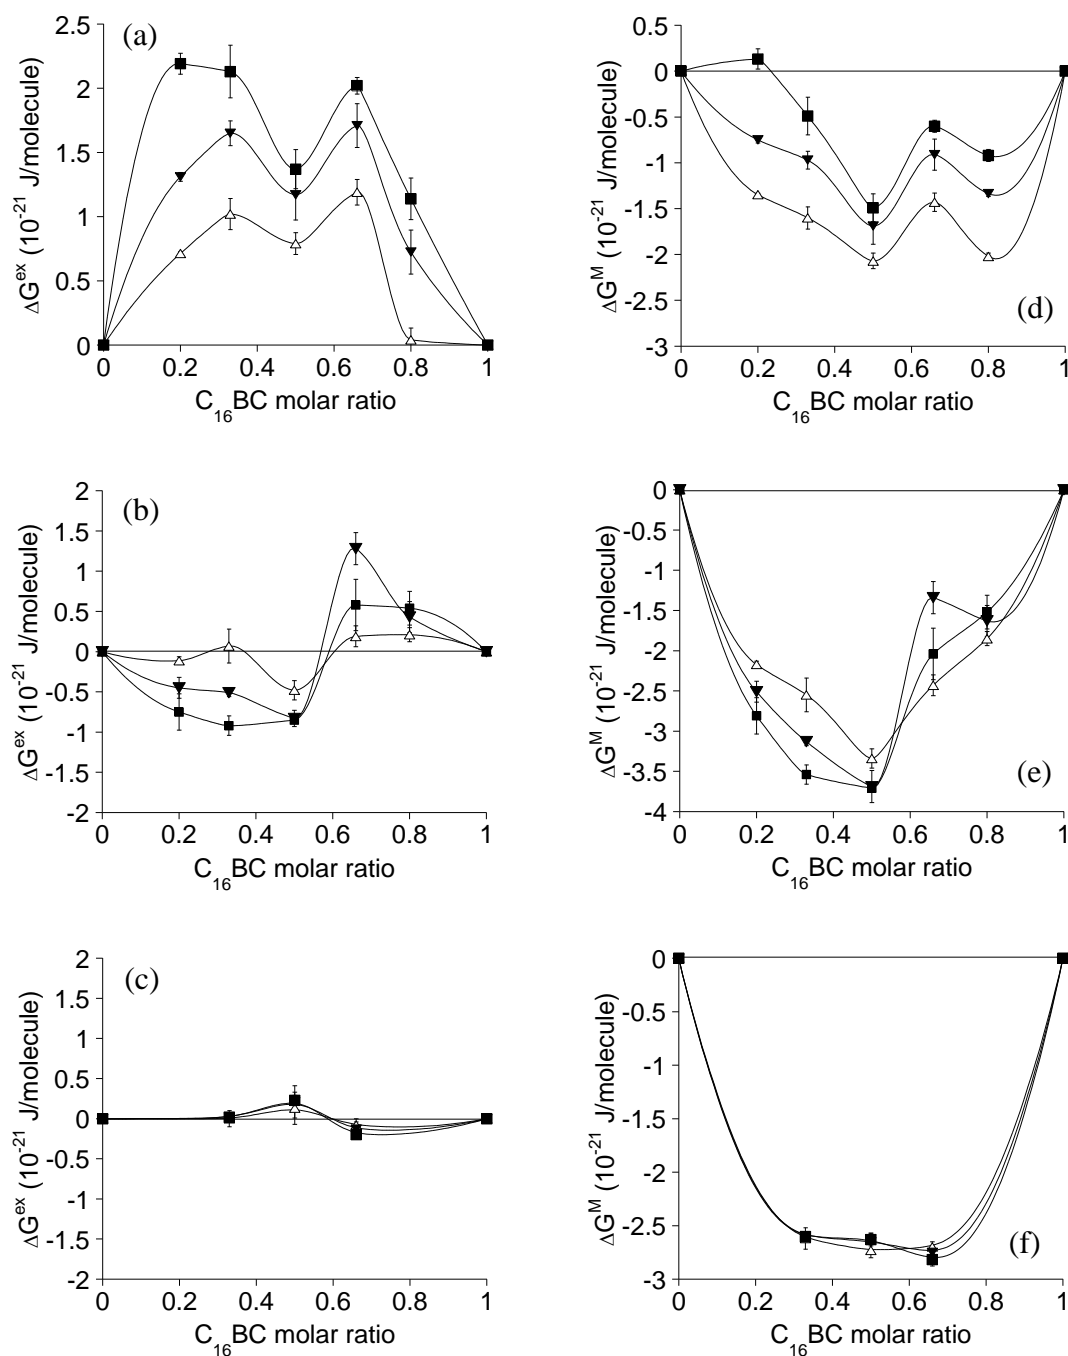 (a)
2.5
2
1.5
1
0.5
0
ΔG^ex (10^-21 J/molecule)
0 0.2 0.4 0.6 0.8 1
C₁₆BC molar ratio
(d)
0
-0.5
-1
-1.5
-2
-2.5
-3
ΔG^M (10^-21 J/molecule)
0 0.2 0.4 0.6 0.8 1
C₁₆BC molar ratio
(b)
2
1.5
1
0.5
0
-0.5
-1
-1.5
-2
ΔG^ex (10^-21 J/molecule)
0 0.2 0.4 0.6 0.8 1
C₁₆BC molar ratio
(e)
0
-0.5
-1
-1.5
-2
-2.5
-3
-3.5
-4
ΔG^M (10^-21 J/molecule)
0 0.2 0.4 0.6 0.8 1
C₁₆BC molar ratio
(c)
2
1.5
1
0.5
0
-0.5
-1
-1.5
-2
ΔG^ex (10^-21 J/molecule)
0 0.2 0.4 0.6 0.8 1
C₁₆BC molar ratio
(f)
0
-0.5
-1
-1.5
-2
-2.5
-3
ΔG^M (10^-21 J/molecule)
0 0.2 0.4 0.6 0.8 1
C₁₆BC molar ratio